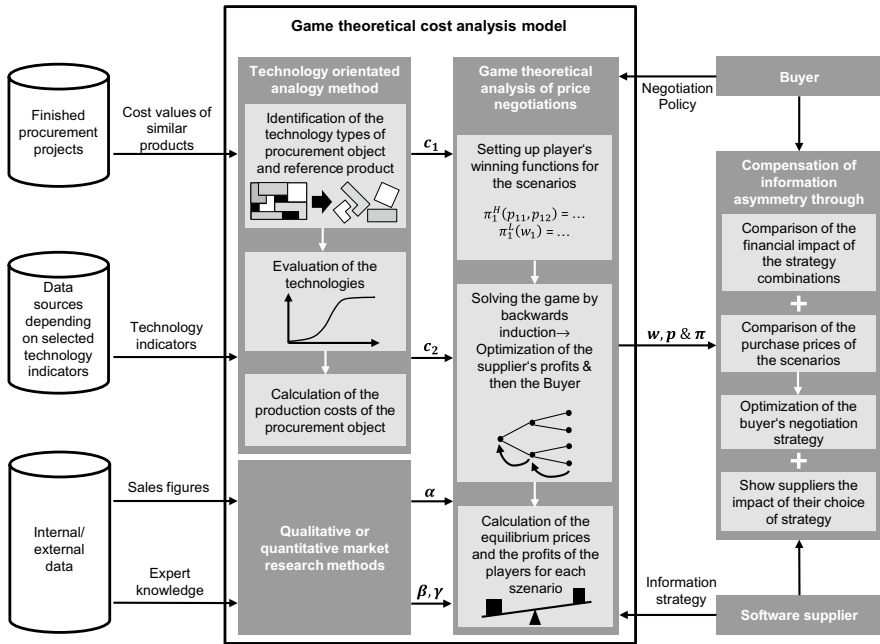 Game theoretical cost analysis model
Finished
procurement
projects
Cost values of
similar
products
Data
sources
depending
on selected
technology
indicators
Technology
indicators
Internal/
external
data
Sales figures
Expert
knowledge
Technology orientated
analogy method
Identification of the
technology types of
procurement object
and reference product
Evaluation of the
technologies
Calculation of the
production costs of the
procurement object
Qualitative or
quantitative market
research methods
c₁
c₂
α
β, γ
Game theoretical
analysis of price
negotiations
Setting up player's
winning functions for the
scenarios
π₁ᴴ(p₁₁, p₁₂) = …
π₁ᴸ(w₁) = …
Solving the game by
backwards
induction→
Optimization of the
supplier's profits &
then the Buyer
Calculation of the
equilibrium prices
and the profits of the
players for each
szenario
Negotiation
Policy
w, p & π
Information
strategy
Buyer
Compensation of
information
asymmetry through
Comparison of the
financial impact of
the strategy
combinations
+
Comparison of the
purchase prices of
the scenarios
Optimization of the
buyer's negotiation
strategy
+
Show suppliers the
impact of their choice
of strategy
Software supplier